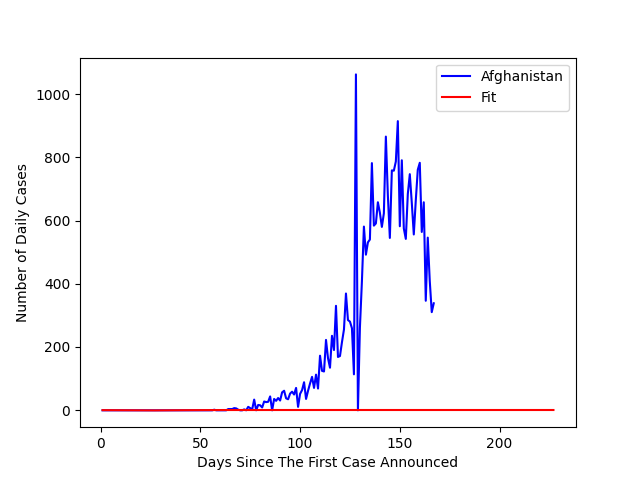 Afghanistan
Fit
1000
800
600
400
200
0
Number of Daily Cases
0 50 100 150 200
Days Since The First Case Announced